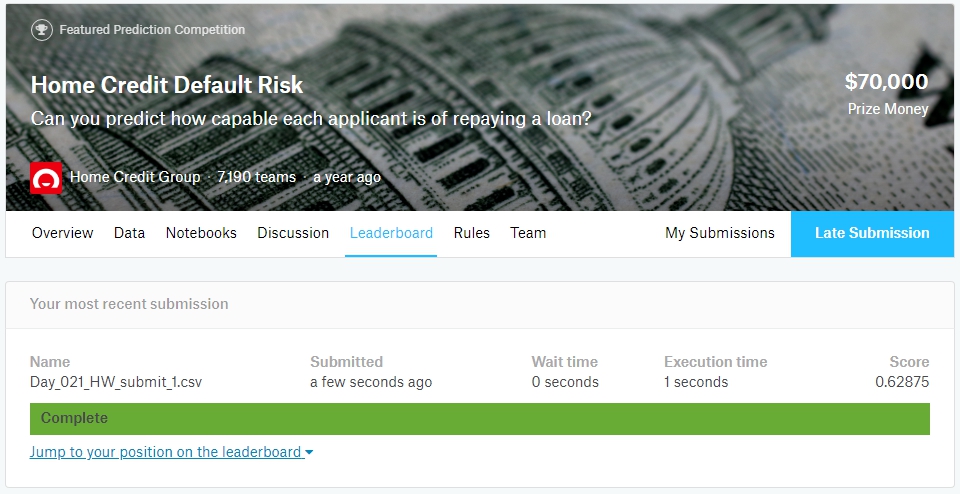 Featured Prediction Competition
Home Credit Default Risk
$70,000
Can you predict how capable each applicant is of repaying a loan?
Prize Money
Home Credit Group · 7,190 teams · a year ago
Overview Data Notebooks Discussion Leaderboard Rules Team My Submissions Late Submission
Your most recent submission
Name Submitted Wait time Execution time Score
Day_021_HW_submit_1.csv a few seconds ago 0 seconds 1 seconds 0.62875
Complete
Jump to your position on the leaderboard